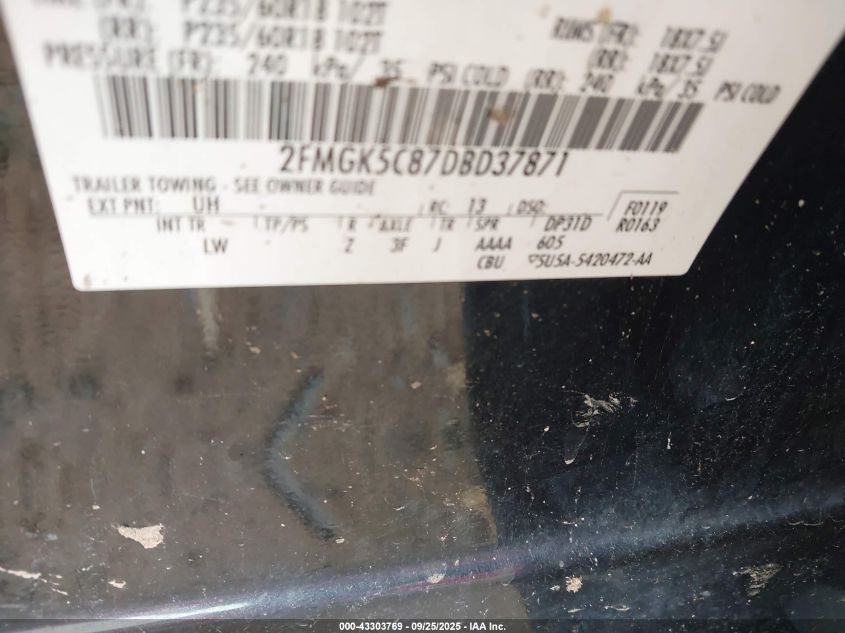 P235/60R18 102T RIMS (FR): 18X7.5J
(RR): P235/60R18 102T (RR): 18X7.5J
PRESSURE (FR): 240 kPa/ 35 PSI COLD (RR): 240 kPa/ 35 PSI COLD
2FMGK5C87DBD37871
TRAILER TOWING - SEE OWNER GUIDE
EXT PNT: UH RC: 13 DSO: F0119
INT TR TP/PS R AXLE TR SPR DP31D R0163
LW Z 3F J AAAA 605
CBU 5U5A-5420472-AA
000-43303769 - 09/25/2025 - IAA Inc.